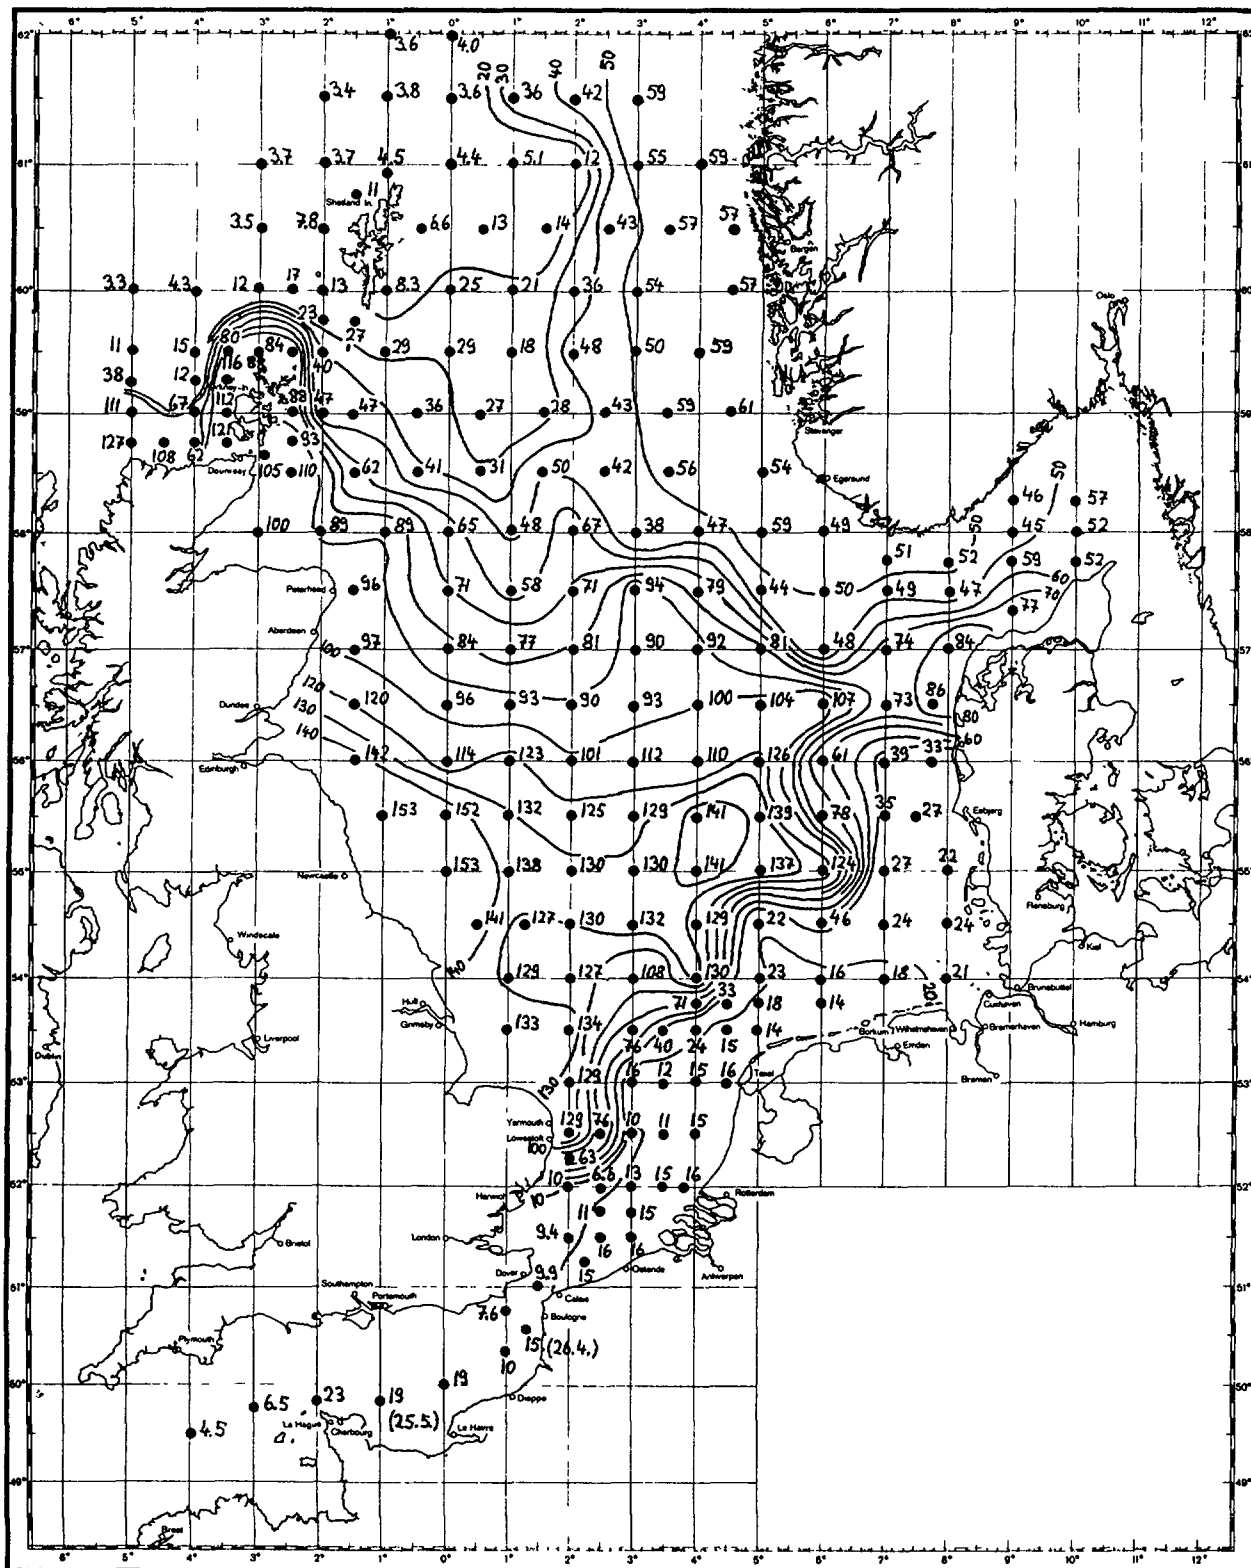 6° 5° 4° 3° 2° 1° 0° 1° 2° 3° 4° 5° 6° 7° 8° 9° 10° 11° 12°
62°
3.6 4.0
20 30 40 50
3.4 3.8 3.6 36 42 59
61°
3.7 3.7 4.5 4.4 5.1 12 55 59
11
Shetland In.
3.5 7.8 6.6 13 14 43 57 57
Bergen
60°
3.3 4.3 12 17 13 8.3 25 21 36 54 57
Oslo
23 27
11 15 80 84 29 29 18 48 50 59
38 12 116 40
59°
111 67 112 88 47 47 36 27 28 43 59 61
Stavanger
127 108 62 121 93
Dounreay
105 110 62 41 31 50 42 56 54
Egersund
50
46 57
58°
100 89 89 65 48 67 38 47 59 49 45 52
51 52 59 52
50
60
70
Peterhead
96 71 58 71 94 79 44 50 49 47
77
Aberdeen
57°
97 84 77 81 90 92 81 48 74 84
100
120
130
140
Dundee
120 96 93 90 93 100 104 107 73 86
80
60
56°
Edinburgh
142 114 123 101 112 110 126 61 39 33
153 152 132 125 129 141 139 78 35 27
Esbjerg
55°
Newcastle
153 138 130 130 141 137 124 27 22
Flensburg
141 127 130 132 129 22 46 24 24
Windscale
Kiel
54°
140
129 127 108 130 23 16 18 21
20
Brunsbüttel
Cuxhaven
Hull
71 33 18 14
Grimsby
133 134 14
Borkum Wilhelmshaven Bremerhaven Hamburg
Emden
Dublin
Liverpool
76 40 24 15
Texel
Bremen
53°
130
129 16 12 15 16
Yarmouth
Lowestoft
100
129 76 10 11 15
63
52°
10 6.6 13 15 16
Harwich
10
Rotterdam
11 15
Bristol
London
9.4 16 16
Dover
9.9 15
Ostende
Antwerpen
51°
Southampton
Portsmouth
Calais
7.6
Boulogne
Plymouth
15 (26.4.)
10
50°
19
Dieppe
4.5 6.5 23 19
(25.5.)
La Hague
Cherbourg
Le Havre
49°
Brest
6° 5° 4° 3° 2° 1° 0° 1° 2° 3° 4° 5° 6° 7° 8° 9° 10° 11° 12°